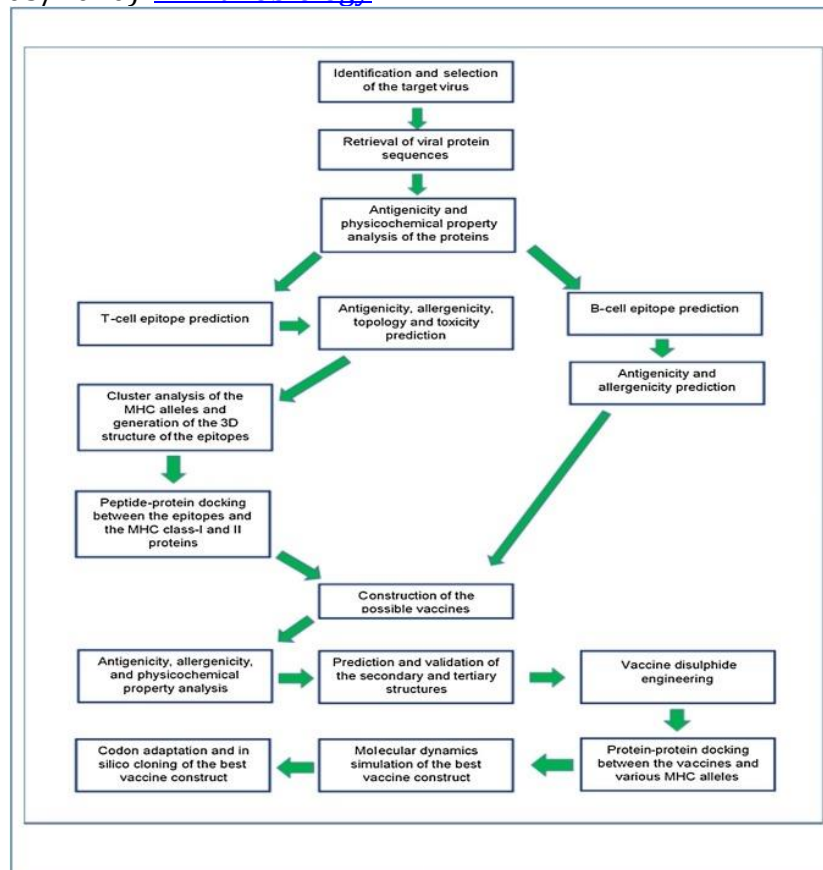 Identification and selection
of the target virus
Retrieval of viral protein
sequences
Antigenicity and
physicochemical property
analysis of the proteins
T-cell epitope prediction
Antigenicity, allergenicity,
topology and toxicity
prediction
B-cell epitope prediction
Antigenicity and
allergenicity prediction
Cluster analysis of the
MHC alleles and
generation of the 3D
structure of the epitopes
Peptide-protein docking
between the epitopes and
the MHC class-I and II
proteins
Construction of the
possible vaccines
Antigenicity, allergenicity,
and physicochemical
property analysis
Prediction and validation of
the secondary and tertiary
structures
Vaccine disulphide
engineering
Codon adaptation and in
silico cloning of the best
vaccine construct
Molecular dynamics
simulation of the best
vaccine construct
Protein-protein docking
between the vaccines and
various MHC alleles